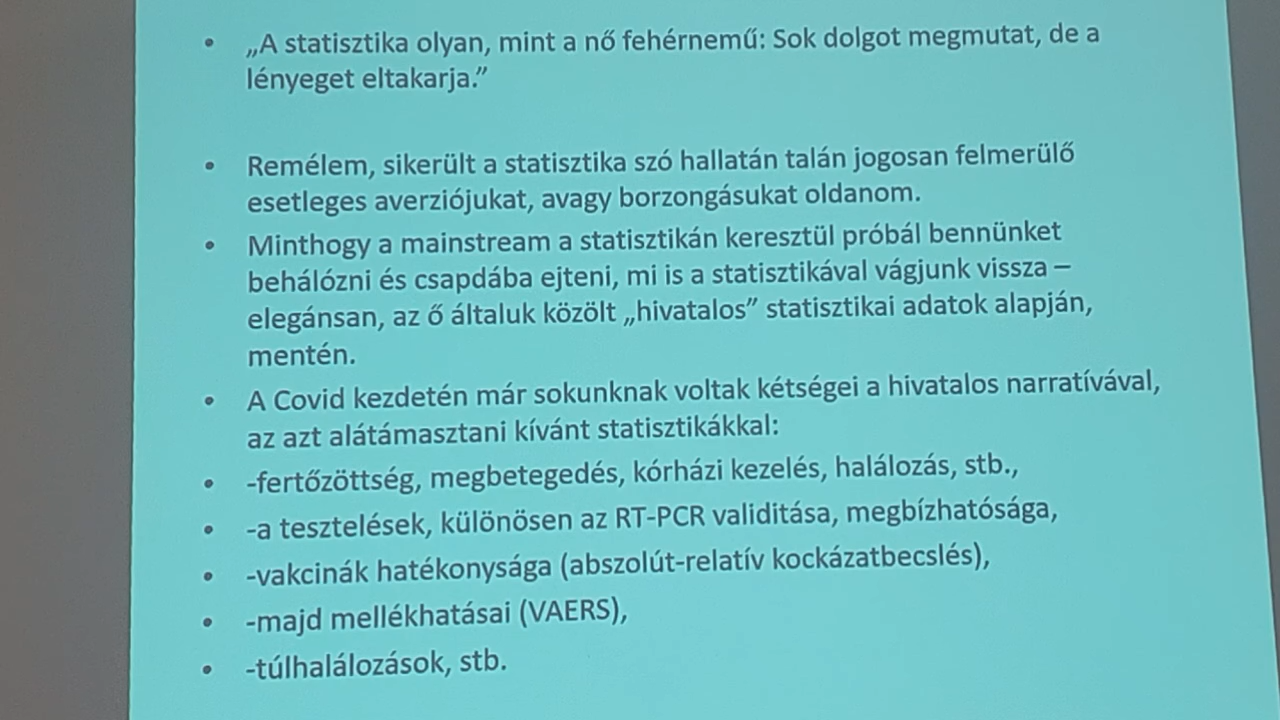 • „A statisztika olyan, mint a nő fehérnemű: Sok dolgot megmutat, de a
lényeget eltakarja.”
• Remélem, sikerült a statisztika szó hallatán talán jogosan felmerülő
esetleges averziójukat, avagy borzongásukat oldanom.
• Minthogy a mainstream a statisztikán keresztül próbál bennünket
behálózni és csapdába ejteni, mi is a statisztikával vágjunk vissza –
elegánsan, az ő általuk közölt „hivatalos” statisztikai adatok alapján,
mentén.
• A Covid kezdetén már sokunknak voltak kétségei a hivatalos narratívával,
az azt alátámasztani kívánt statisztikákkal:
• -fertőzöttség, megbetegedés, kórházi kezelés, halálozás, stb.,
• -a tesztelések, különösen az RT-PCR validitása, megbízhatósága,
• -vakcinák hatékonysága (abszolút-relatív kockázatbecslés),
• -majd mellékhatásai (VAERS),
• -túlhalálozások, stb.